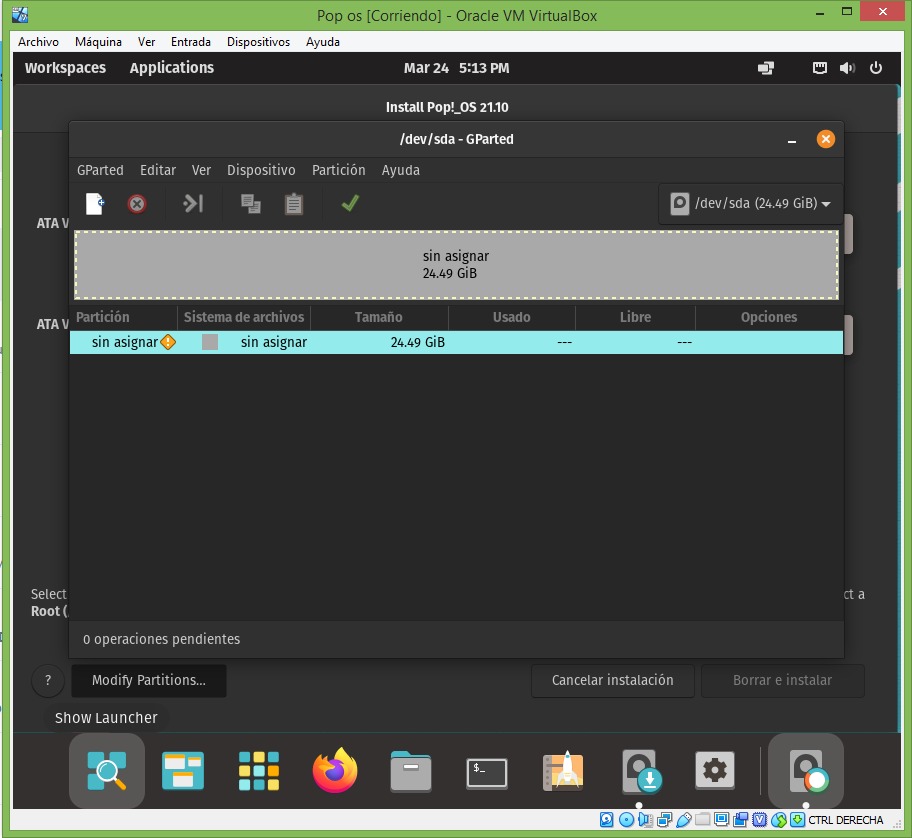 Pop os [Corriendo] - Oracle VM VirtualBox
Archivo Máquina Ver Entrada Dispositivos Ayuda
Workspaces Applications Mar 24 5:13 PM
Install Pop!_OS 21.10
/dev/sda - GParted
GParted Editar Ver Dispositivo Partición Ayuda
/dev/sda (24.49 GiB)
ATA V
sin asignar
24.49 GiB
Partición Sistema de archivos Tamaño Usado Libre Opciones
ATA V
sin asignar sin asignar 24.49 GiB --- ---
Select
ct a
Root (
0 operaciones pendientes
? Modify Partitions... Cancelar instalación Borrar e instalar
Show Launcher
$_
CTRL DERECHA